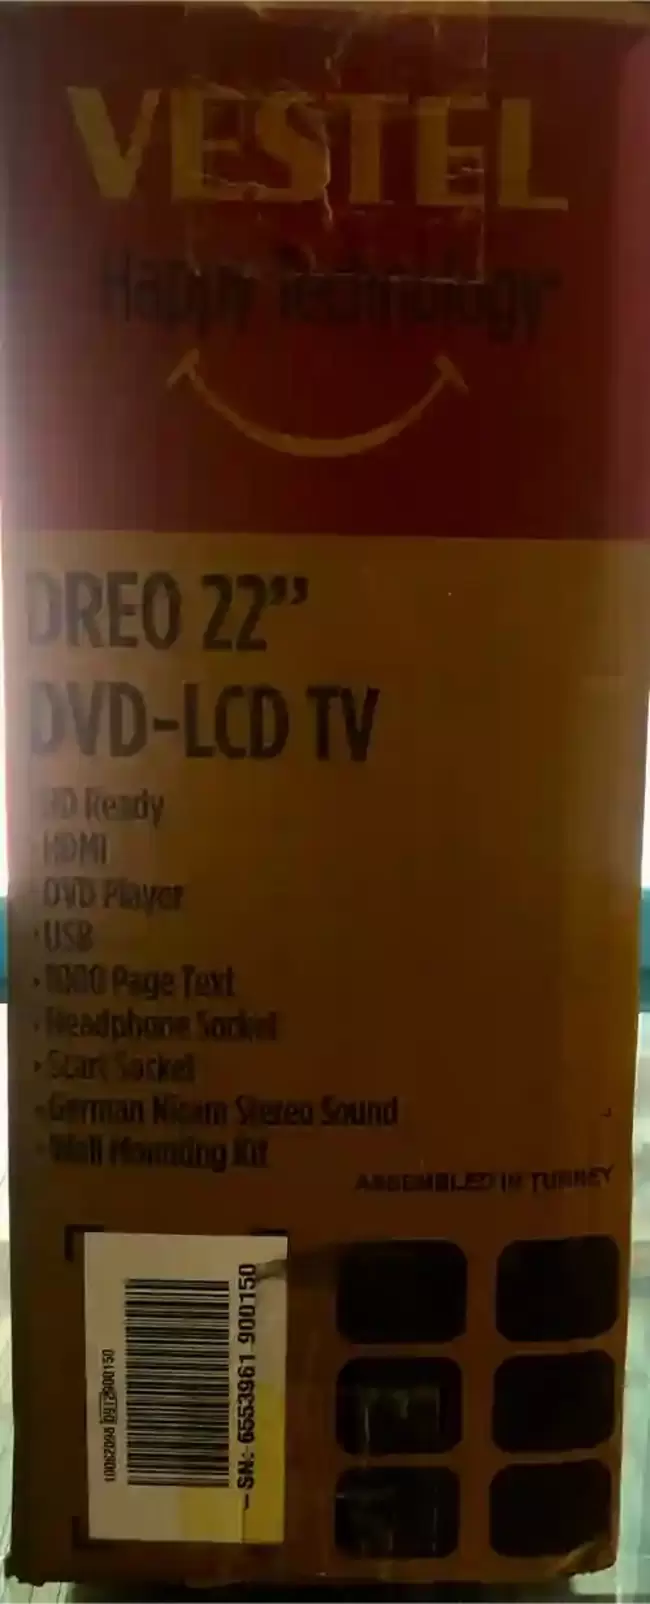 VESTEL
Happy Technology
DREO 22”
DVD-LCD TV
HD Ready
HDMI
DVD Player
•USB
•1000 Page Text
•Headphone Socket
•Scart Socket
•German Nicam Stereo Sound
•Wall Mounting Kit
ASSEMBLED IN TURKEY
SN: 6553961 900150